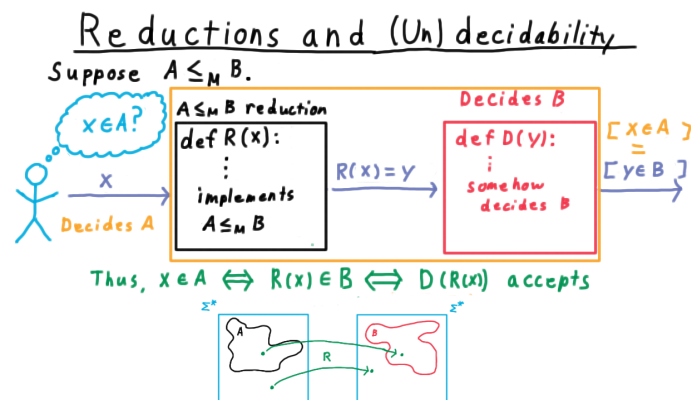 Reductions and (Un)decidability
Suppose A ≤M B.
x∈A?
A ≤M B reduction
Decides B
def R(x):
implements
A ≤M B
def D(y):
somehow
decides B
x
Decides A
R(x) = y
[x∈A]
=
[y∈B]
Thus, x∈A ⟺ R(x)∈B ⟺ D(R(x)) accepts
Σ*
Σ*
A
B
R